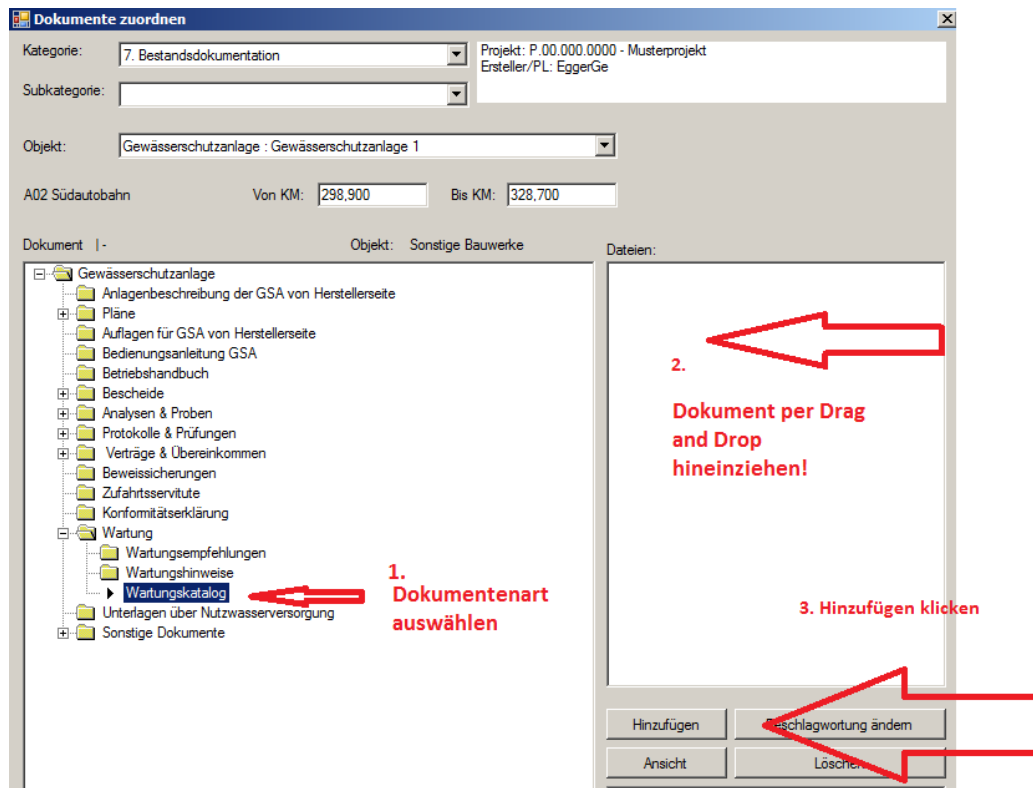 Dokumente zuordnen
Kategorie: 7. Bestandsdokumentation
Projekt: P.00.000.0000 - Musterprojekt
Ersteller/PL: EggerGe
Subkategorie:
Objekt: Gewässerschutzanlage : Gewässerschutzanlage 1
A02 Südautobahn Von KM: 298,900 Bis KM: 328,700
Dokument |- Objekt: Sonstige Bauwerke
Dateien:
Gewässerschutzanlage
Anlagenbeschreibung der GSA von Herstellerseite
Pläne
Auflagen für GSA von Herstellerseite
Bedienungsanleitung GSA
Betriebshandbuch
Bescheide
Analysen & Proben
Protokolle & Prüfungen
Verträge & Übereinkommen
Beweissicherungen
Zufahrtsservitute
Konformitätserklärung
Wartung
Wartungsempfehlungen
Wartungshinweise
Wartungskatalog
Unterlagen über Nutzwasserversorgung
Sonstige Dokumente
1.
Dokumentenart
auswählen
2.
Dokument per Drag
and Drop
hineinziehen!
3. Hinzufügen klicken
Hinzufügen Beschlagwortung ändern
Ansicht Löschen